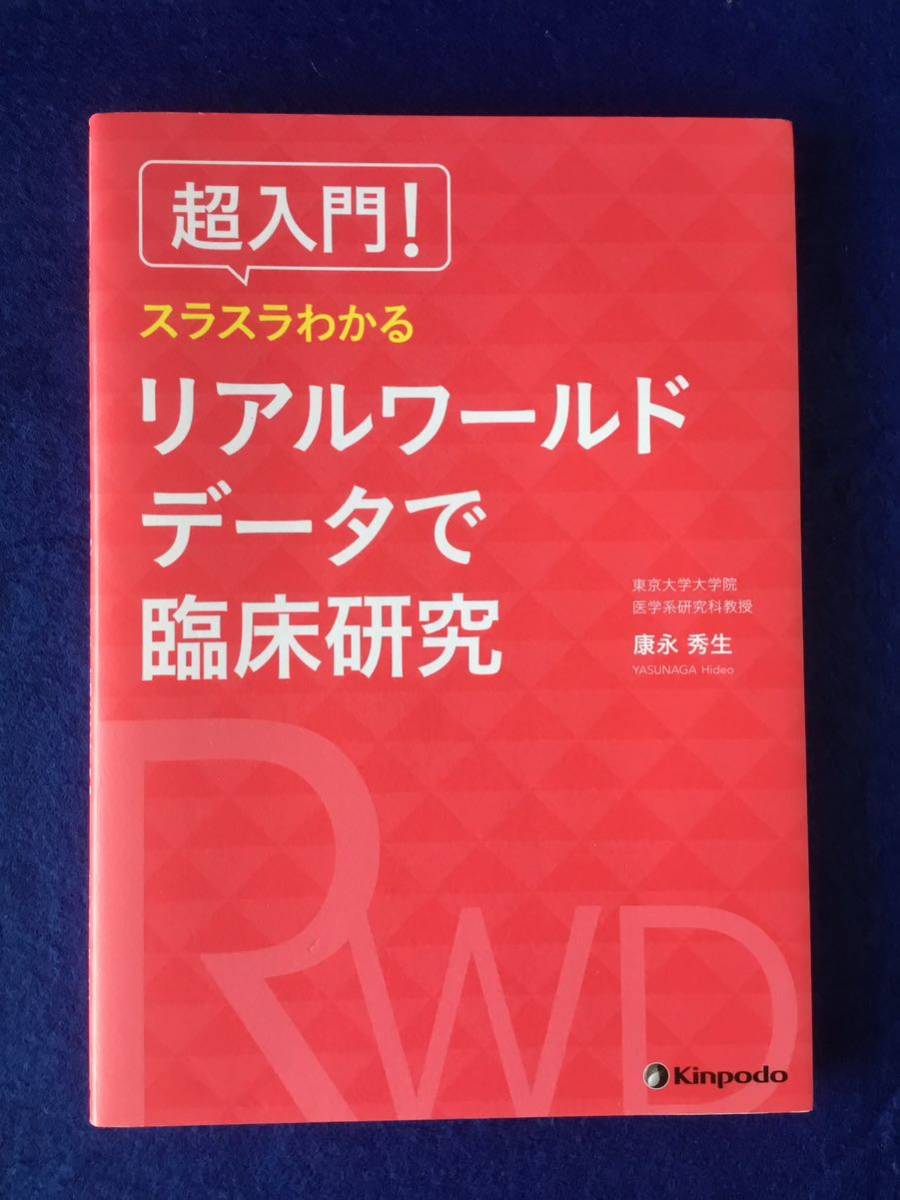 超入門!
スラスラわかる
リアルワールド
データで
臨床研究
東京大学大学院
医学系研究科教授
康永 秀生
YASUNAGA Hideo
RWD
Kinpodo